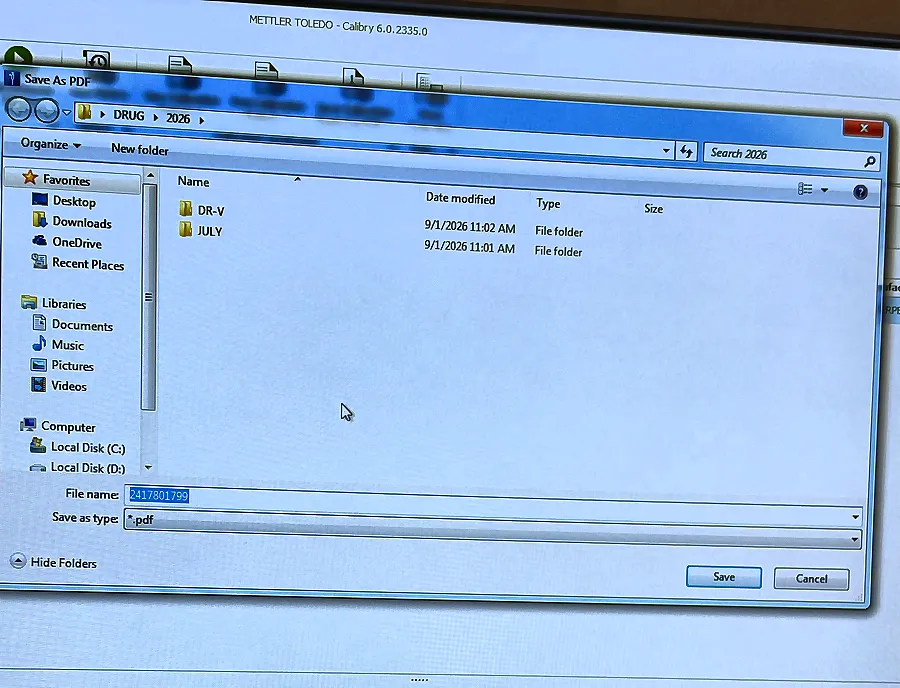 METTLER TOLEDO - Calibry 6.0.2335.0
Save As PDF
DRUG 2026
Search 2026
Organize New folder
Favorites
Desktop
Downloads
OneDrive
Recent Places
Libraries
Documents
Music
Pictures
Videos
Computer
Local Disk (C:)
Local Disk (D:)
Name Date modified Type Size
DR-V 9/1/2026 11:02 AM File folder
JULY 9/1/2026 11:01 AM File folder
File name: 2417801799
Save as type: *.pdf
Hide Folders
Save Cancel